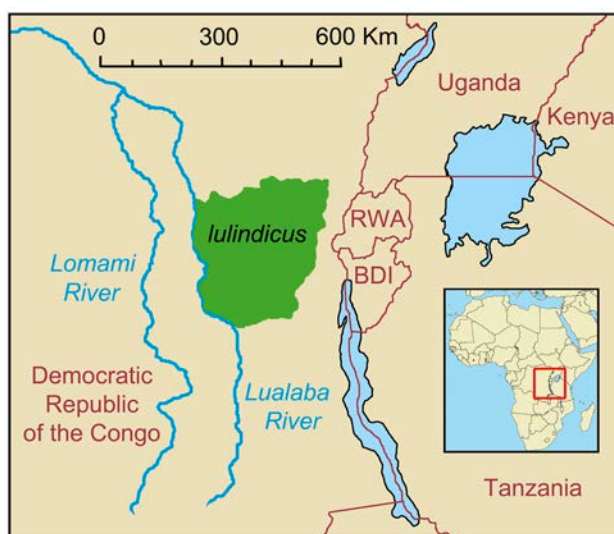 0 300 600 Km
Uganda
Kenya
RWA
lulindicus
BDI
Lomami
River
Democratic
Republic
of the Congo
Lualaba
River
Tanzania